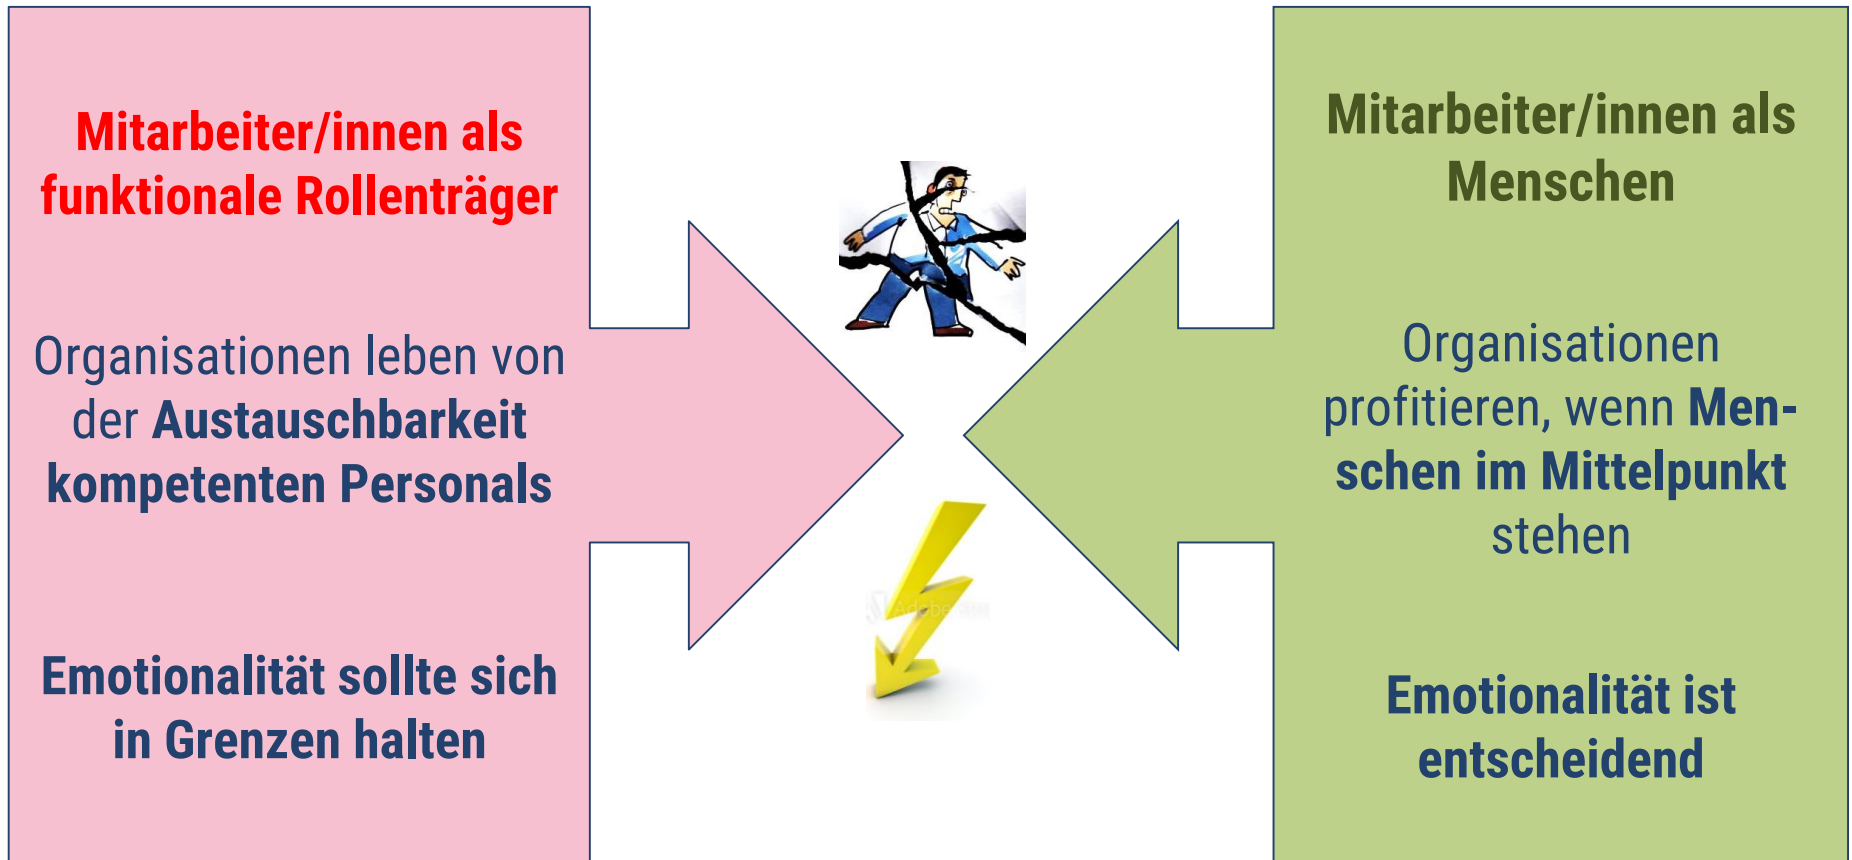 Mitarbeiter/innen als
funktionale Rollenträger
Organisationen leben von
der Austauschbarkeit
kompetenten Personals
Emotionalität sollte sich
in Grenzen halten
Mitarbeiter/innen als
Menschen
Organisationen
profitieren, wenn Men-
schen im Mittelpunkt
stehen
Emotionalität ist
entscheidend